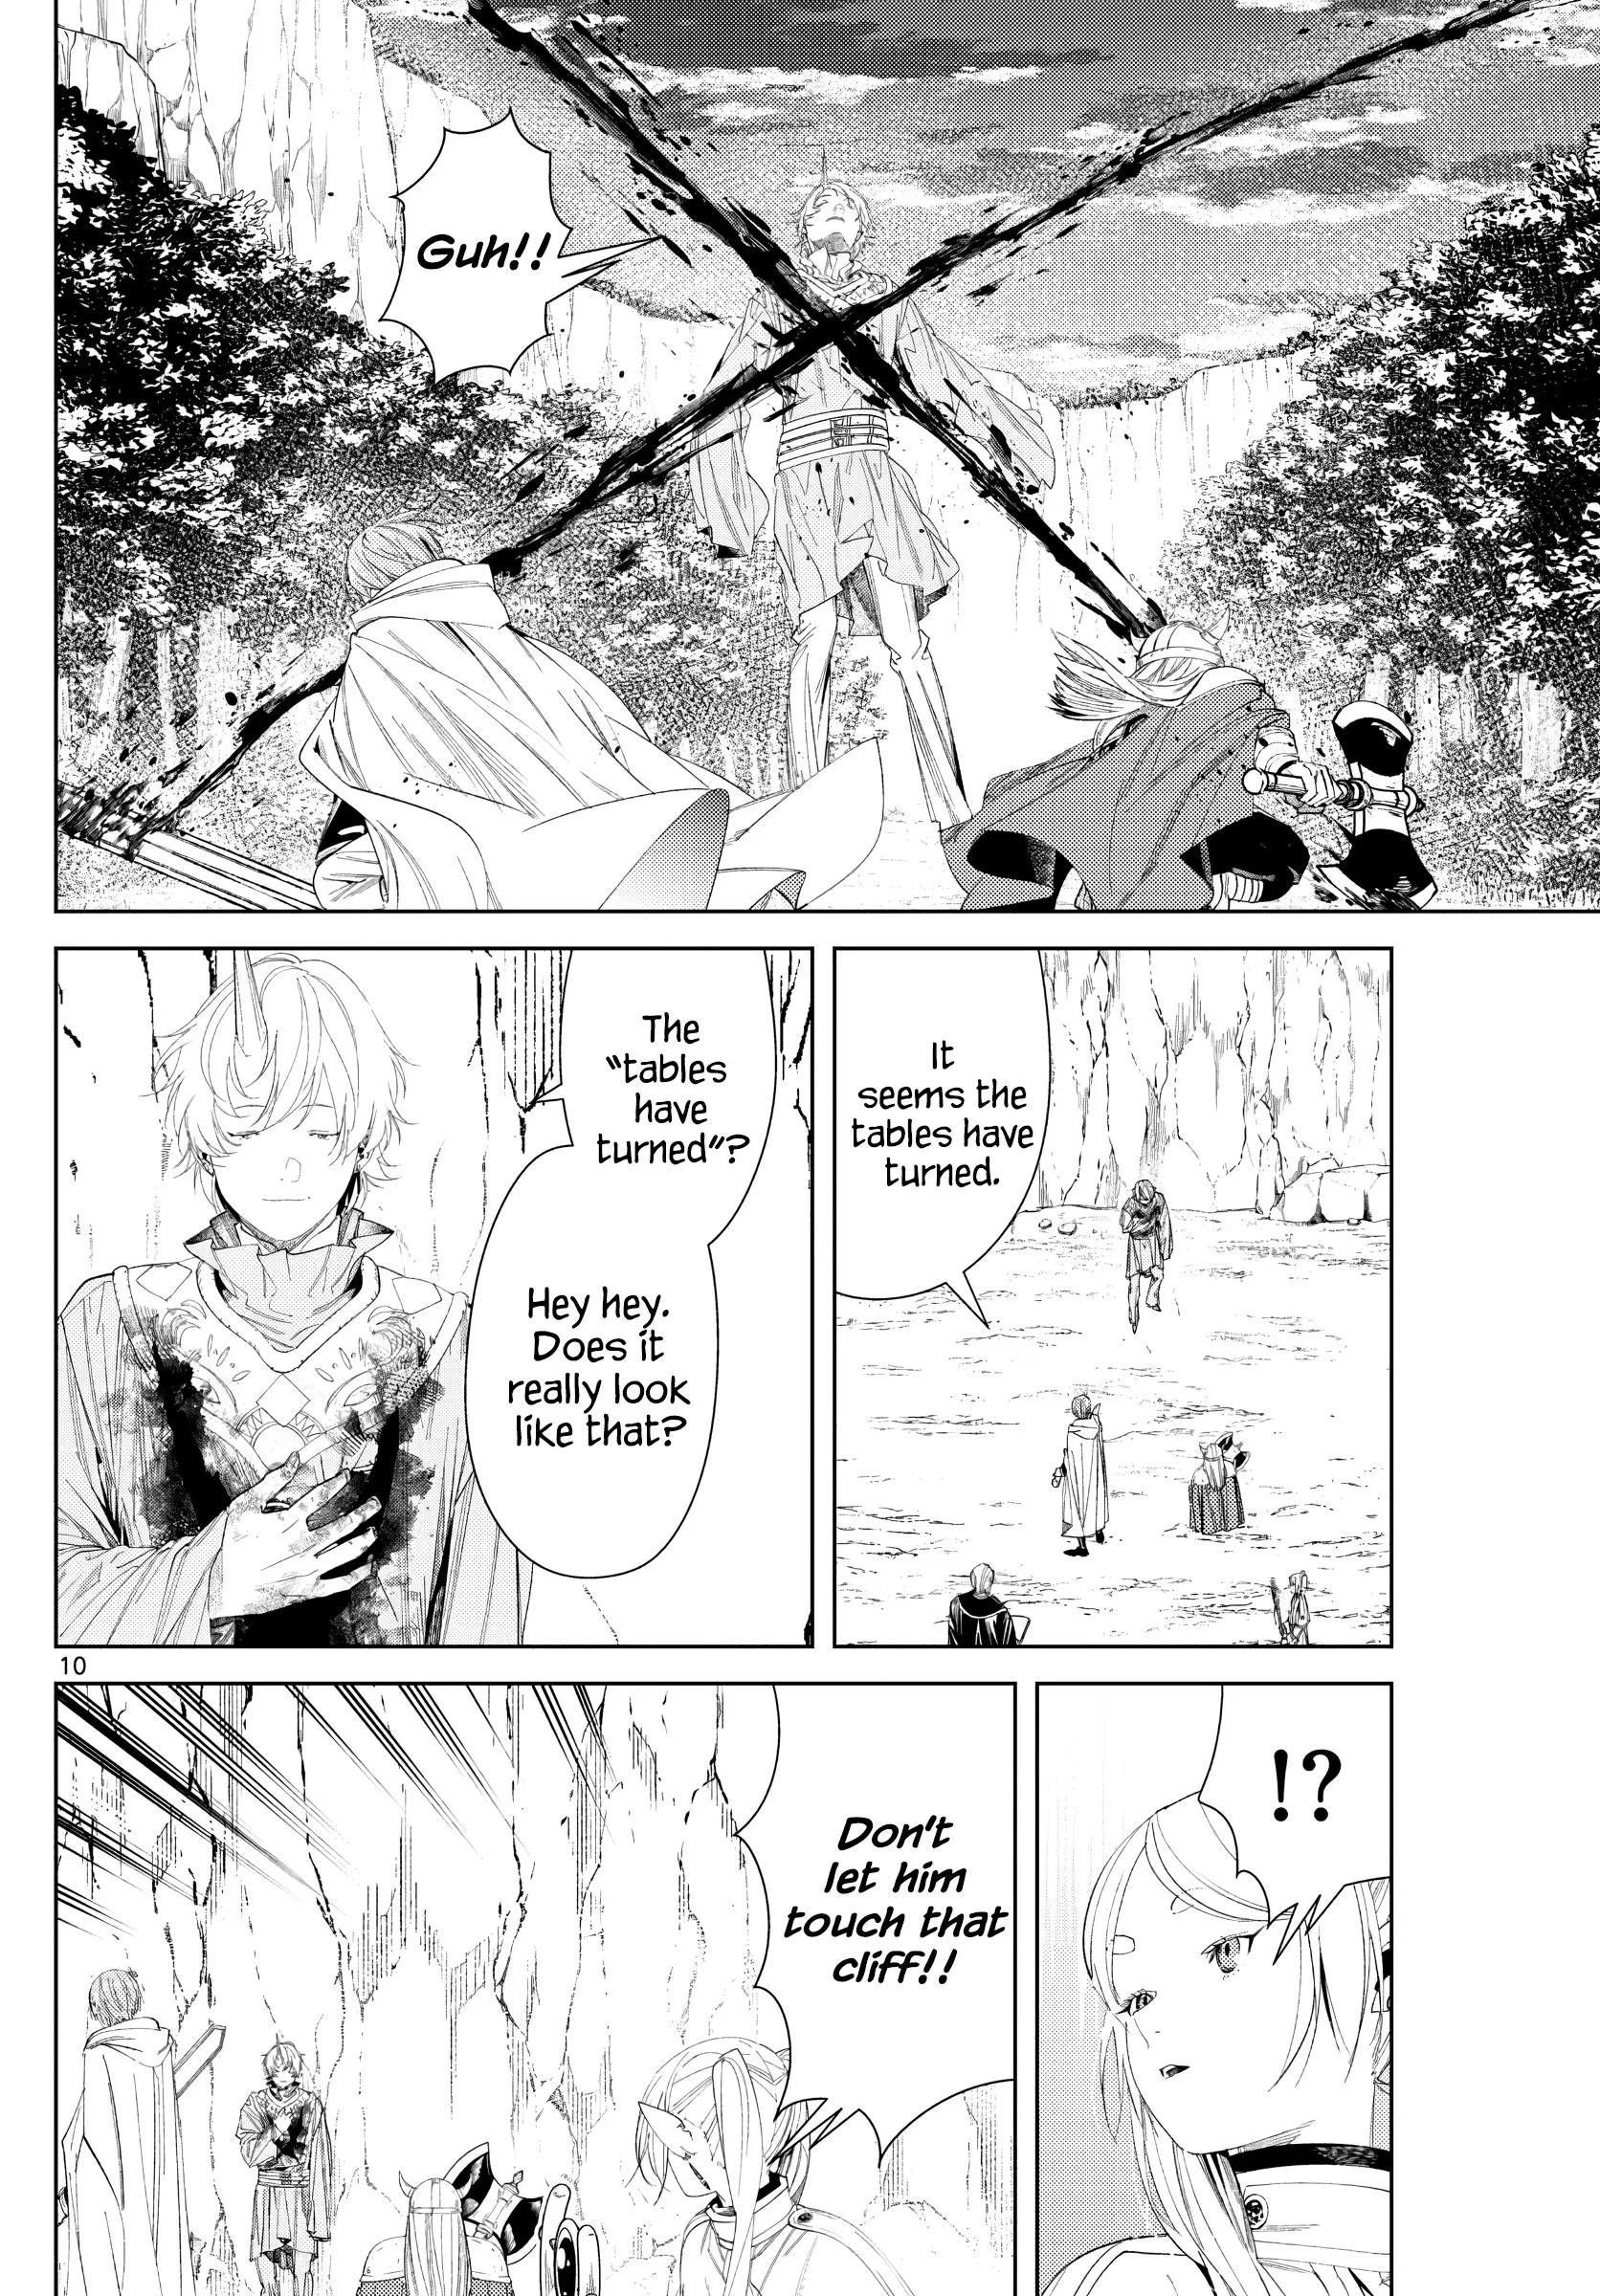 Guh!!
It
seems the
tables have
turned.
The
"tables
have
turned"?
Hey hey.
Does it
really look
like that?
10
!?
Don't
let him
touch that
cliff!!